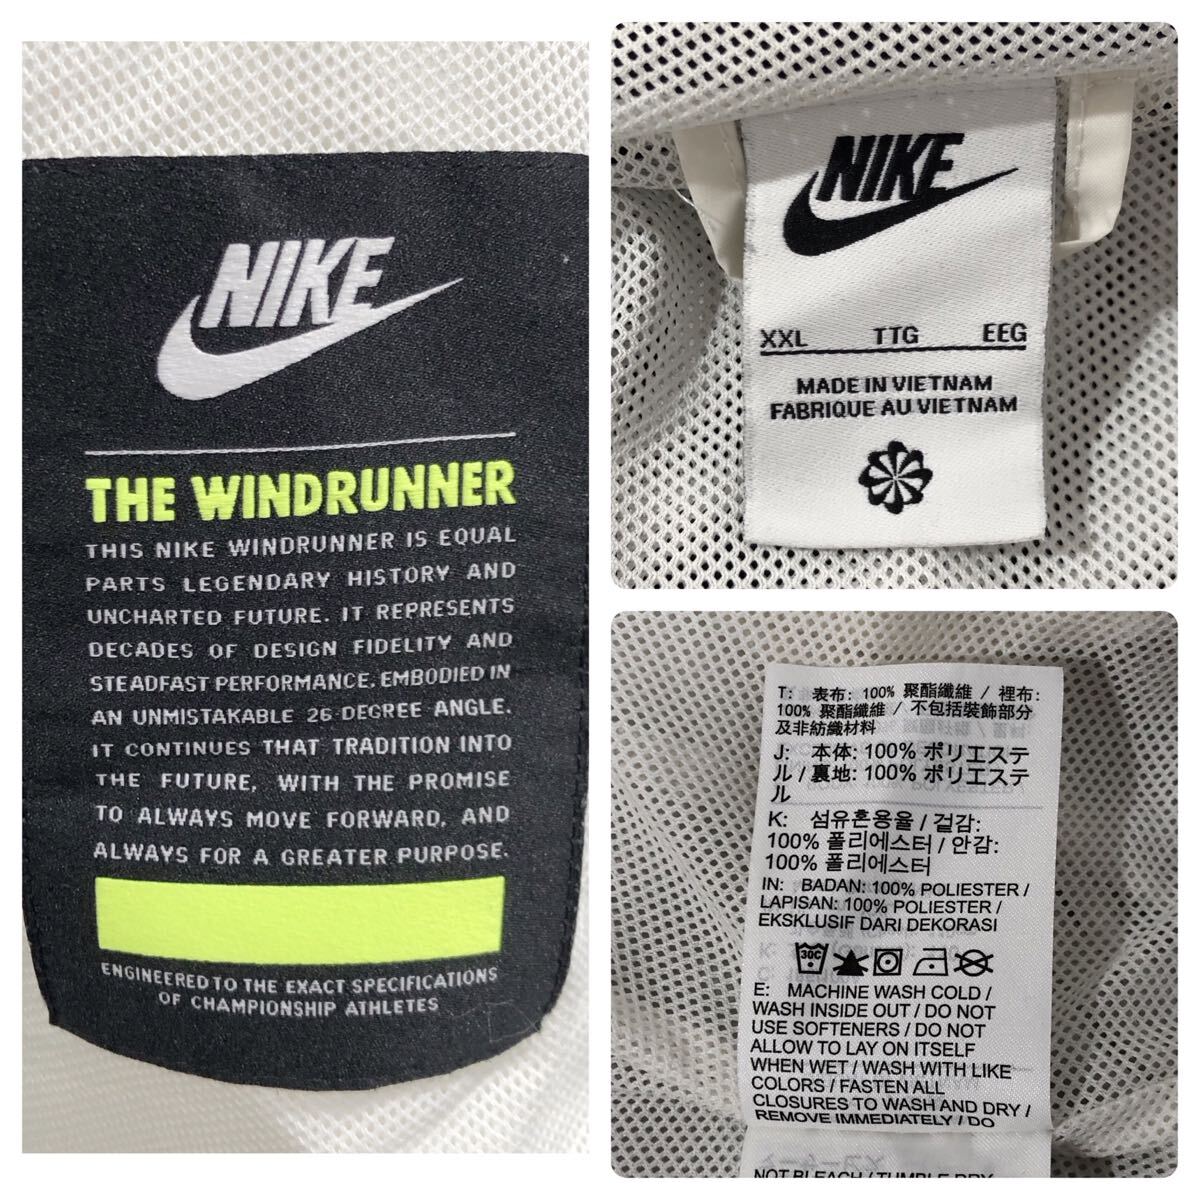 NIKE
THE WINDRUNNER
THIS NIKE WINDRUNNER IS EQUAL
PARTS LEGENDARY HISTORY AND
UNCHARTED FUTURE. IT REPRESENTS
DECADES OF DESIGN FIDELITY AND
STEADFAST PERFORMANCE, EMBODIED IN
AN UNMISTAKABLE 26 DEGREE ANGLE.
IT CONTINUES THAT TRADITION INTO
THE FUTURE, WITH THE PROMISE
TO ALWAYS MOVE FORWARD, AND
ALWAYS FOR A GREATER PURPOSE.
ENGINEERED TO THE EXACT SPECIFICATIONS
OF CHAMPIONSHIP ATHLETES
NIKE
XXL TTG EEG
MADE IN VIETNAM
FABRIQUE AU VIETNAM
T: 表布: 100% 聚酯纖維 / 裡布:
100% 聚酯纖維 / 不包括裝飾部分
及非紡織材料
J: 本体: 100% ポリエステ
ル / 裏地: 100% ポリエステ
ル
K: 섬유혼용율 / 겉감:
100% 폴리에스터 / 안감:
100% 폴리에스터
IN: BADAN: 100% POLIESTER /
LAPISAN: 100% POLIESTER /
EKSKLUSIF DARI DEKORASI
30C
E: MACHINE WASH COLD /
WASH INSIDE OUT / DO NOT
USE SOFTENERS / DO NOT
ALLOW TO LAY ON ITSELF
WHEN WET / WASH WITH LIKE
COLORS / FASTEN ALL
CLOSURES TO WASH AND DRY /
REMOVE IMMEDIATELY / DO
NOT BLEACH / TUMBLE DRY